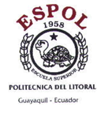 ESPOL
1958
ESCUELA SUPERIOR
POLITECNICA DEL LITORAL
Guayaquil - Ecuador